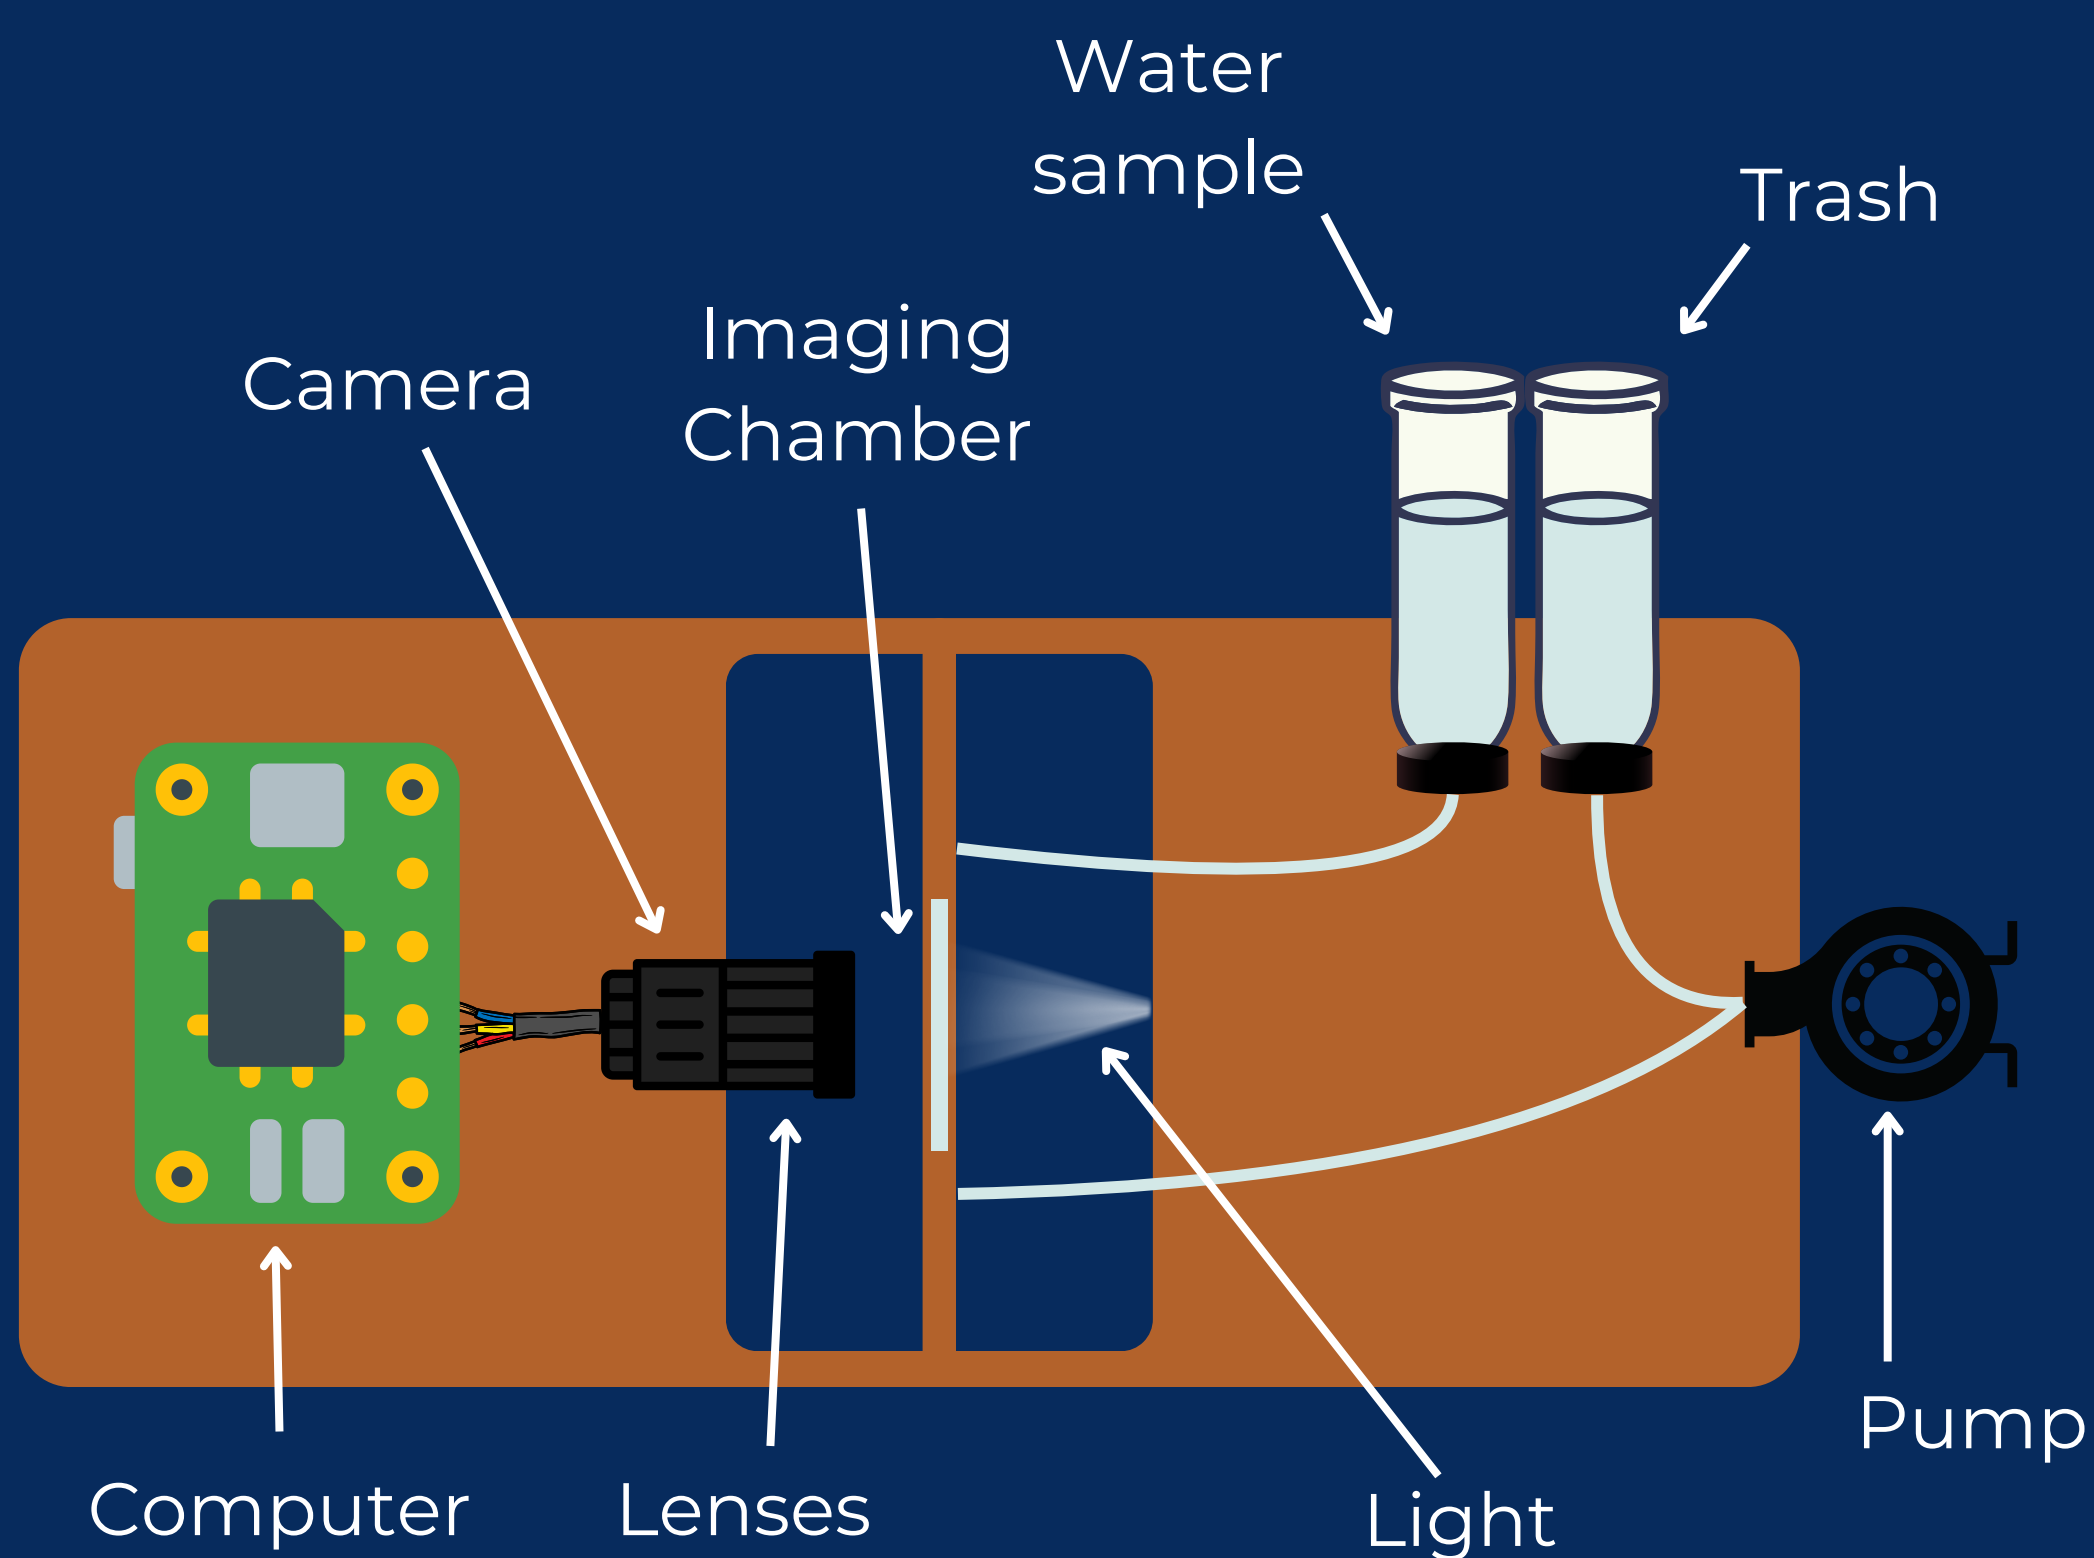 Water
sample
Trash
Imaging
Chamber
Camera
Pump
Computer
Lenses
Light